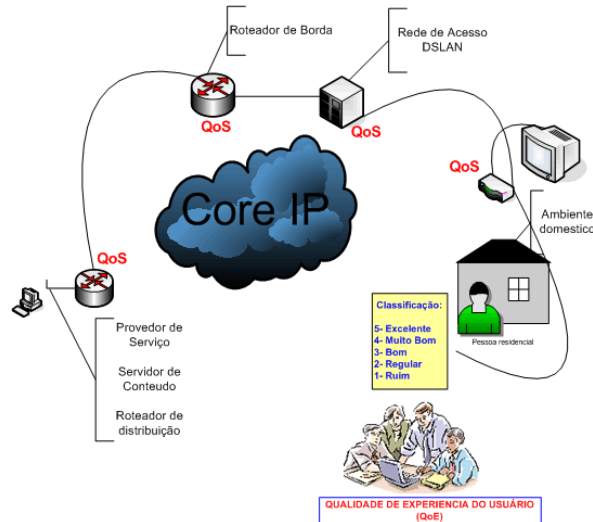 Roteador de Borda
Rede de Acesso
DSLAN
QoS
QoS
QoS
Core IP
Ambiente
domestico
QoS
Provedor de
Serviço
Servidor de
Conteudo
Roteador de
distribuição
Classificação:
5- Excelente
4- Muito Bom
3- Bom
2- Regular
1- Ruim
Pessoa residencial
QUALIDADE DE EXPERIENCIA DO USUÁRIO
(QoE)